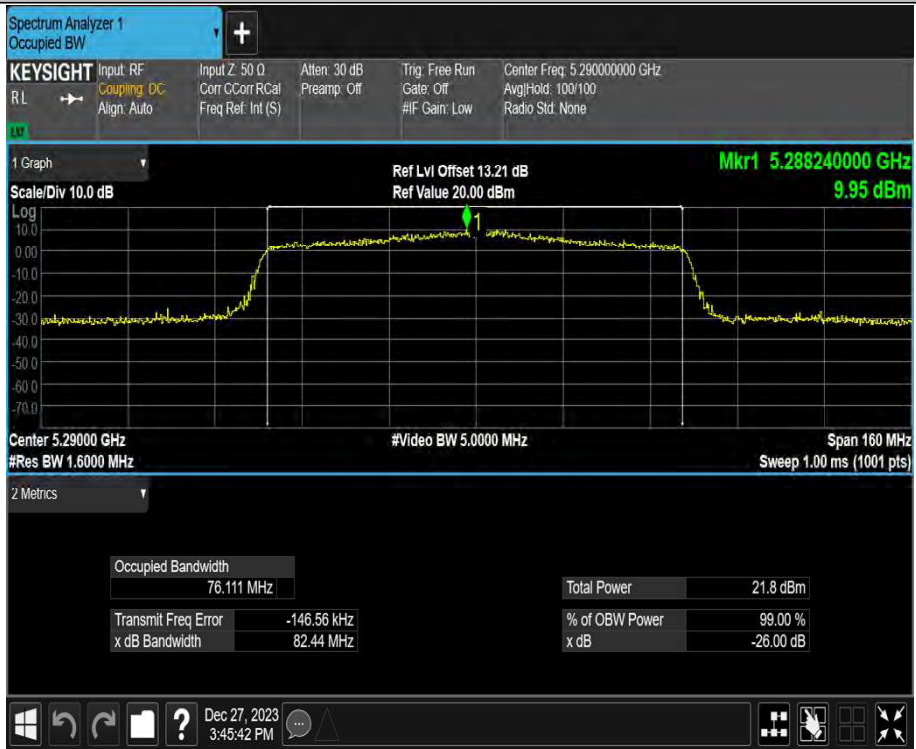 Spectrum Analyzer 1
Occupied BW
+
KEYSIGHT
RL
Input: RF
Coupling: DC
Align: Auto
Input Z: 50 Ω
Corr CCorr RCal
Freq Ref: Int (S)
Atten: 30 dB
Preamp: Off
Trig: Free Run
Gate: Off
#IF Gain: Low
Center Freq: 5.290000000 GHz
Avg|Hold: 100/100
Radio Std: None
1 Graph
Scale/Div 10.0 dB
Ref Lvl Offset 13.21 dB
Ref Value 20.00 dBm
Mkr1 5.288240000 GHz
9.95 dBm
Log
10.0
0.00
-10.0
-20.0
-30.0
-40.0
-50.0
-60.0
-70.0
1
Center 5.29000 GHz
#Res BW 1.6000 MHz
#Video BW 5.0000 MHz
Span 160 MHz
Sweep 1.00 ms (1001 pts)
2 Metrics
Occupied Bandwidth
76.111 MHz
Transmit Freq Error -146.56 kHz
x dB Bandwidth 82.44 MHz
Total Power 21.8 dBm
% of OBW Power 99.00 %
x dB -26.00 dB
?
Dec 27, 2023
3:45:42 PM